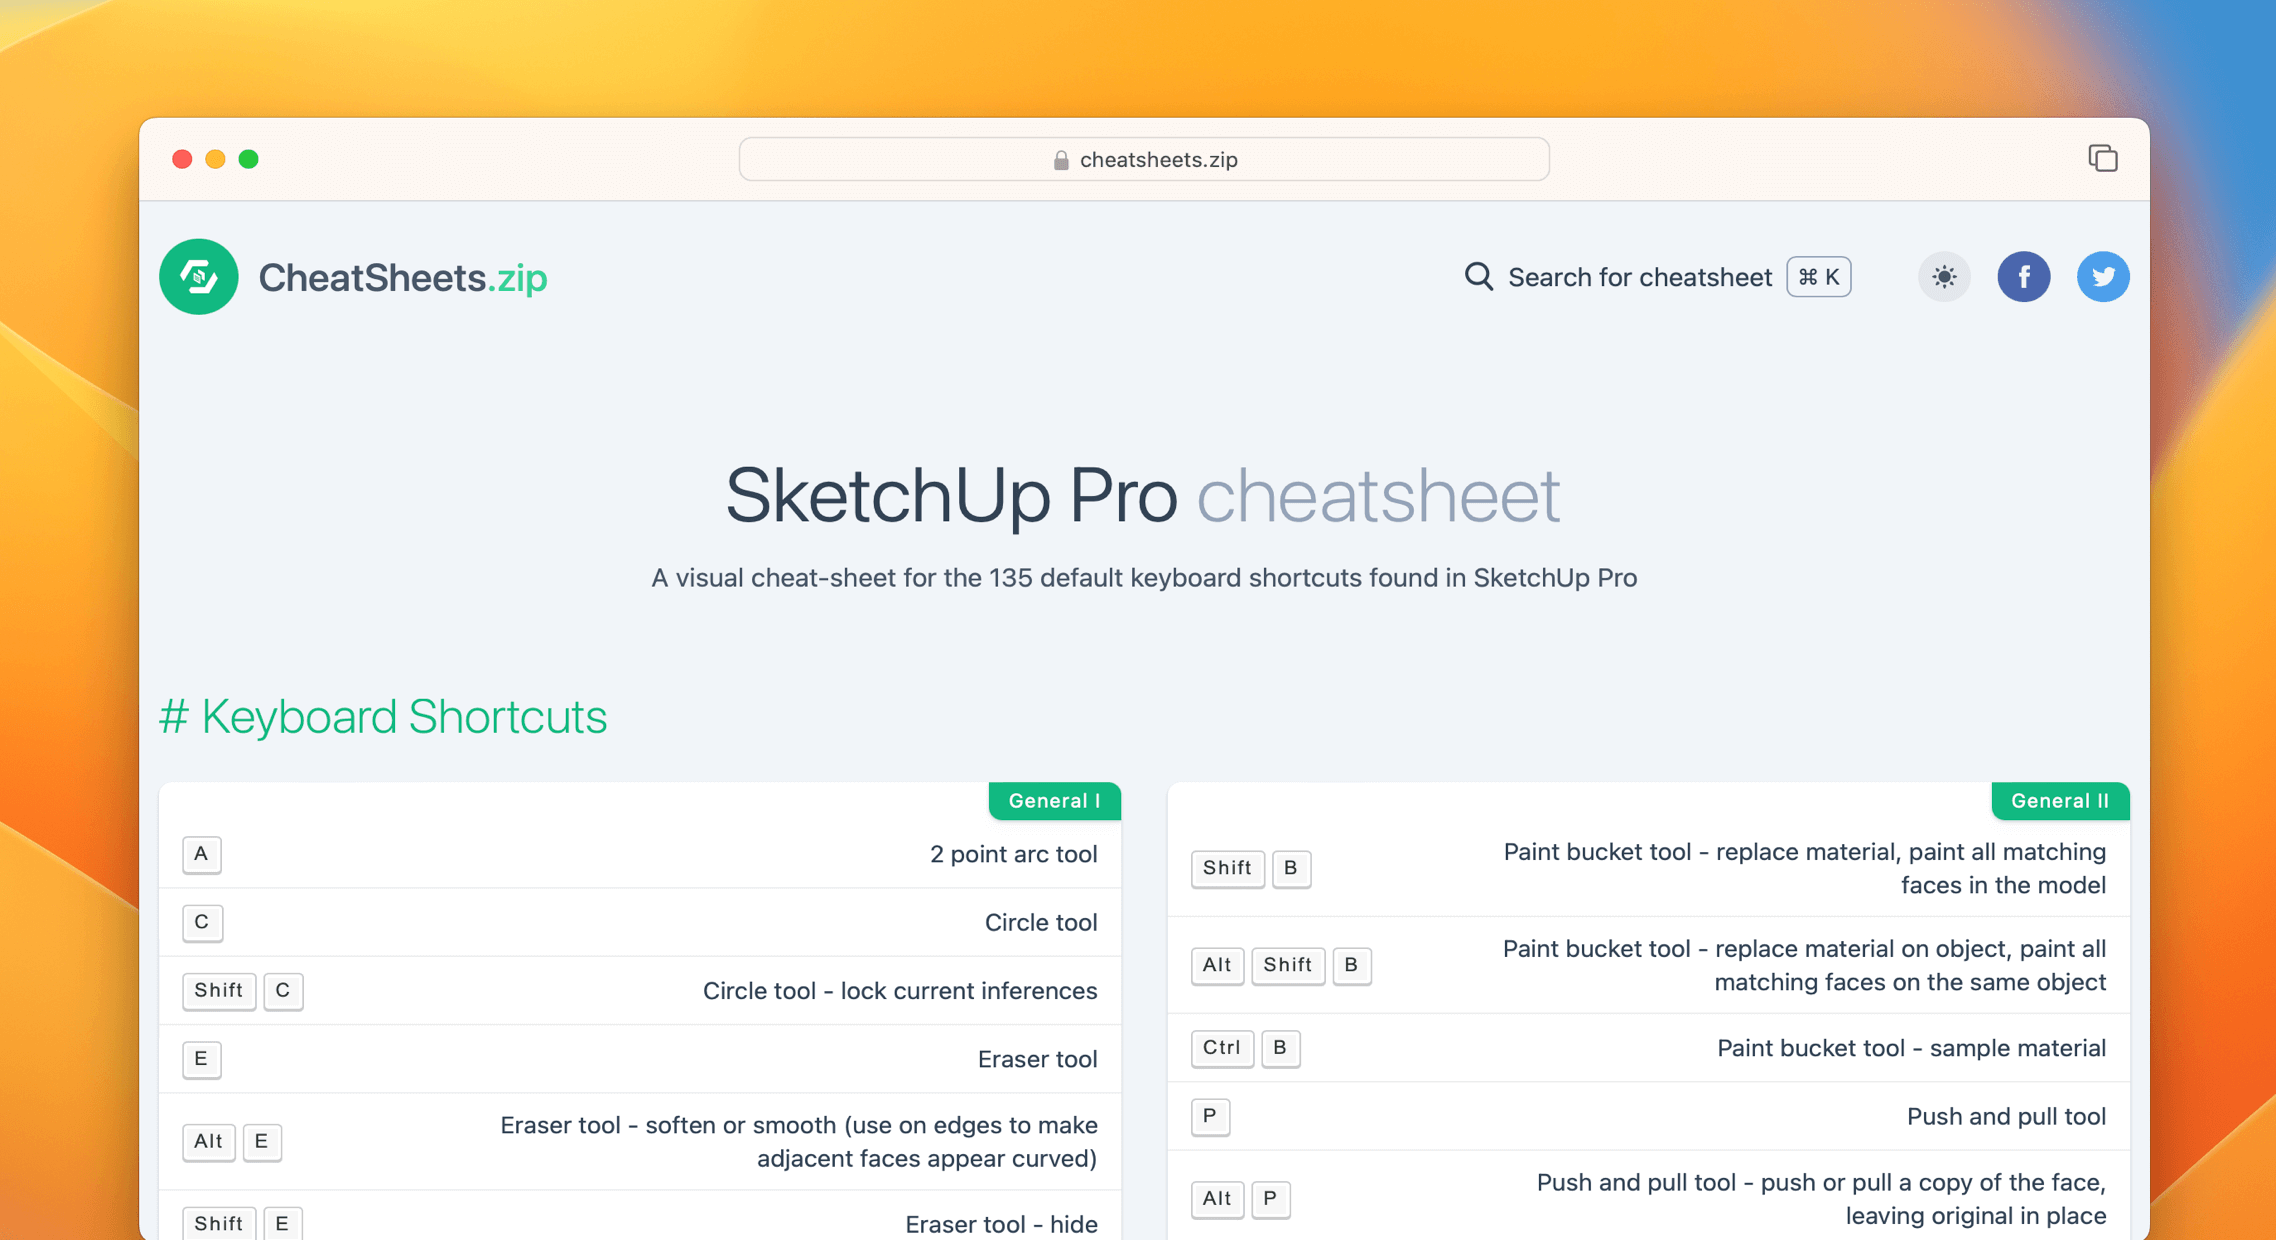 cheatsheets.zip
CheatSheets.zip
Search for cheatsheet ⌘ K
SketchUp Pro cheatsheet
A visual cheat-sheet for the 135 default keyboard shortcuts found in SketchUp Pro
# Keyboard Shortcuts
General I
A 2 point arc tool
C Circle tool
Shift C Circle tool - lock current inferences
E Eraser tool
Alt E Eraser tool - soften or smooth (use on edges to make
adjacent faces appear curved)
Shift E Eraser tool - hide
General II
Shift B Paint bucket tool - replace material, paint all matching
faces in the model
Alt Shift B Paint bucket tool - replace material on object, paint all
matching faces on the same object
Ctrl B Paint bucket tool - sample material
P Push and pull tool
Alt P Push and pull tool - push or pull a copy of the face,
leaving original in place